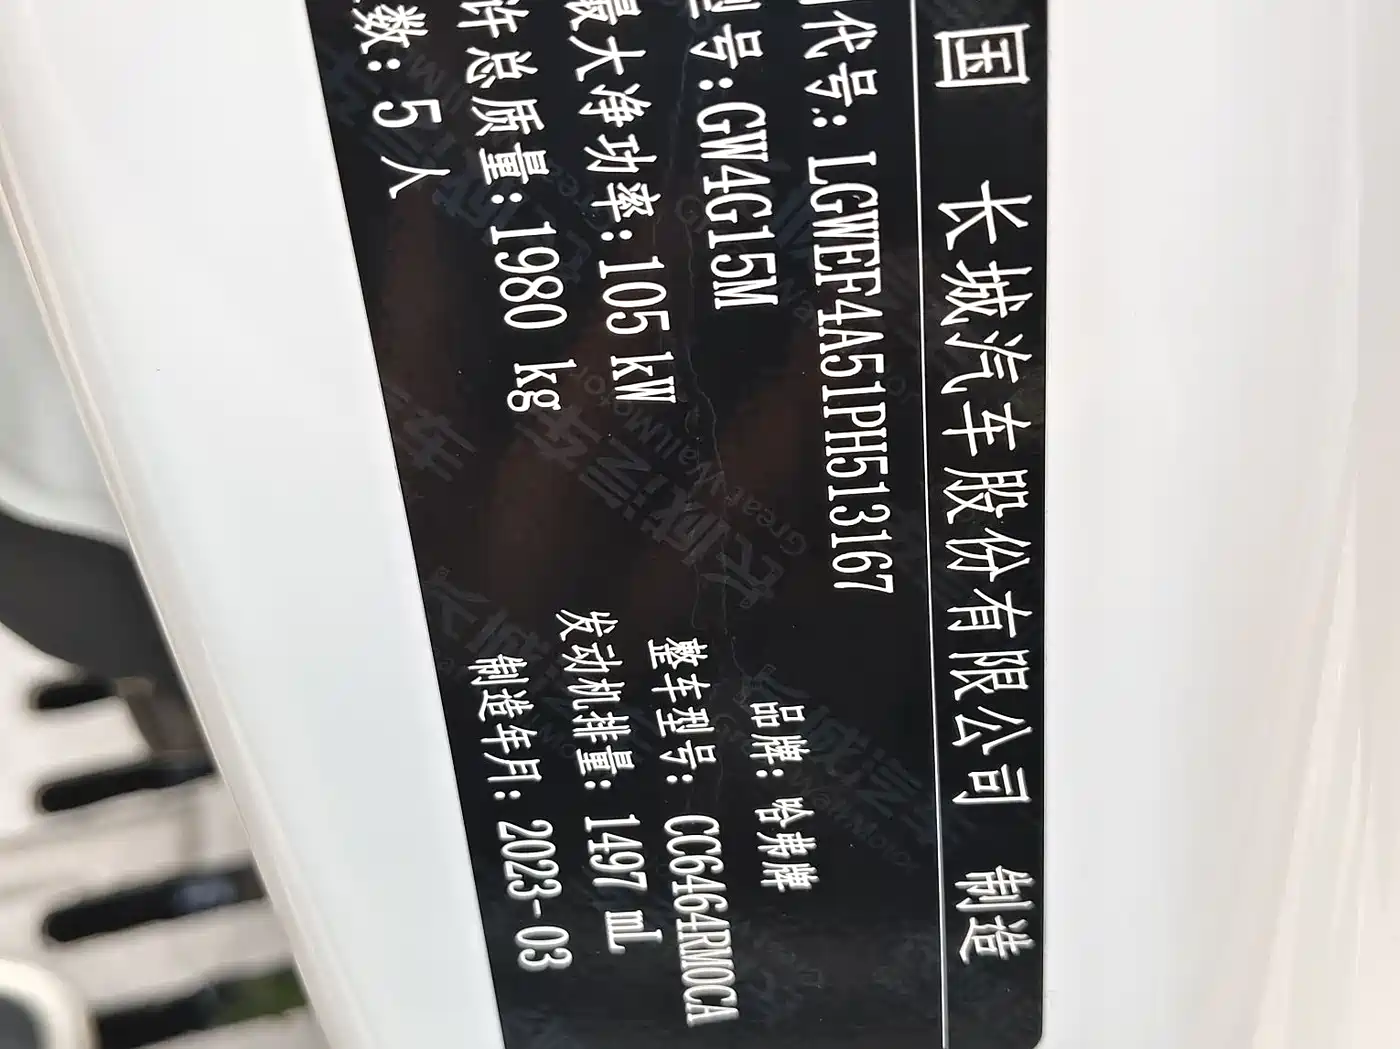 国 长城汽车股份有限公司 制造
代号: LGWEF4A51PH513167
品牌: 哈弗牌
型号: GW4G15M
整车型号: CC6464RM0CA
最大净功率: 105 kW
发动机排量: 1497 mL
许总质量: 1980 kg
制造年月: 2023-03
数: 5 人